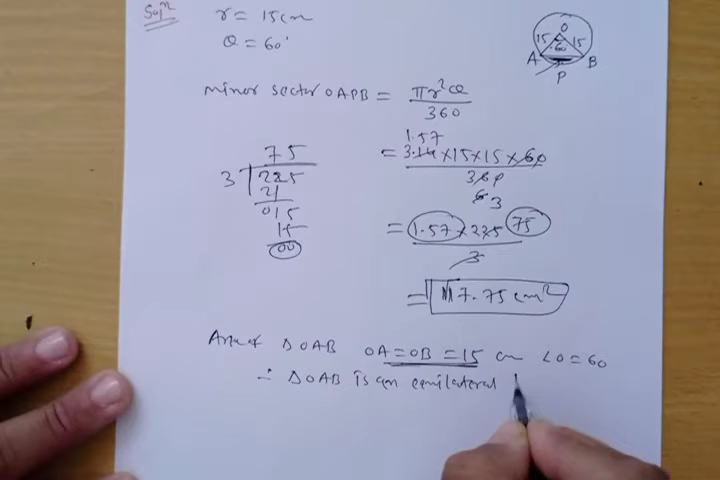 Solⁿ
r = 15cm
θ = 60°
O
15 15
60
A B
P
minor sector OAPB = πr²θ
360
1.57
= 3.14 ×15×15 × 60
360
6 3
75
3 225
21
015
15
00
= 1.57 × 225 75
3
= 117.75 cm²
Area of ΔOAB OA = OB = 15 cm ∠O = 60
∴ ΔOAB is an equilateral